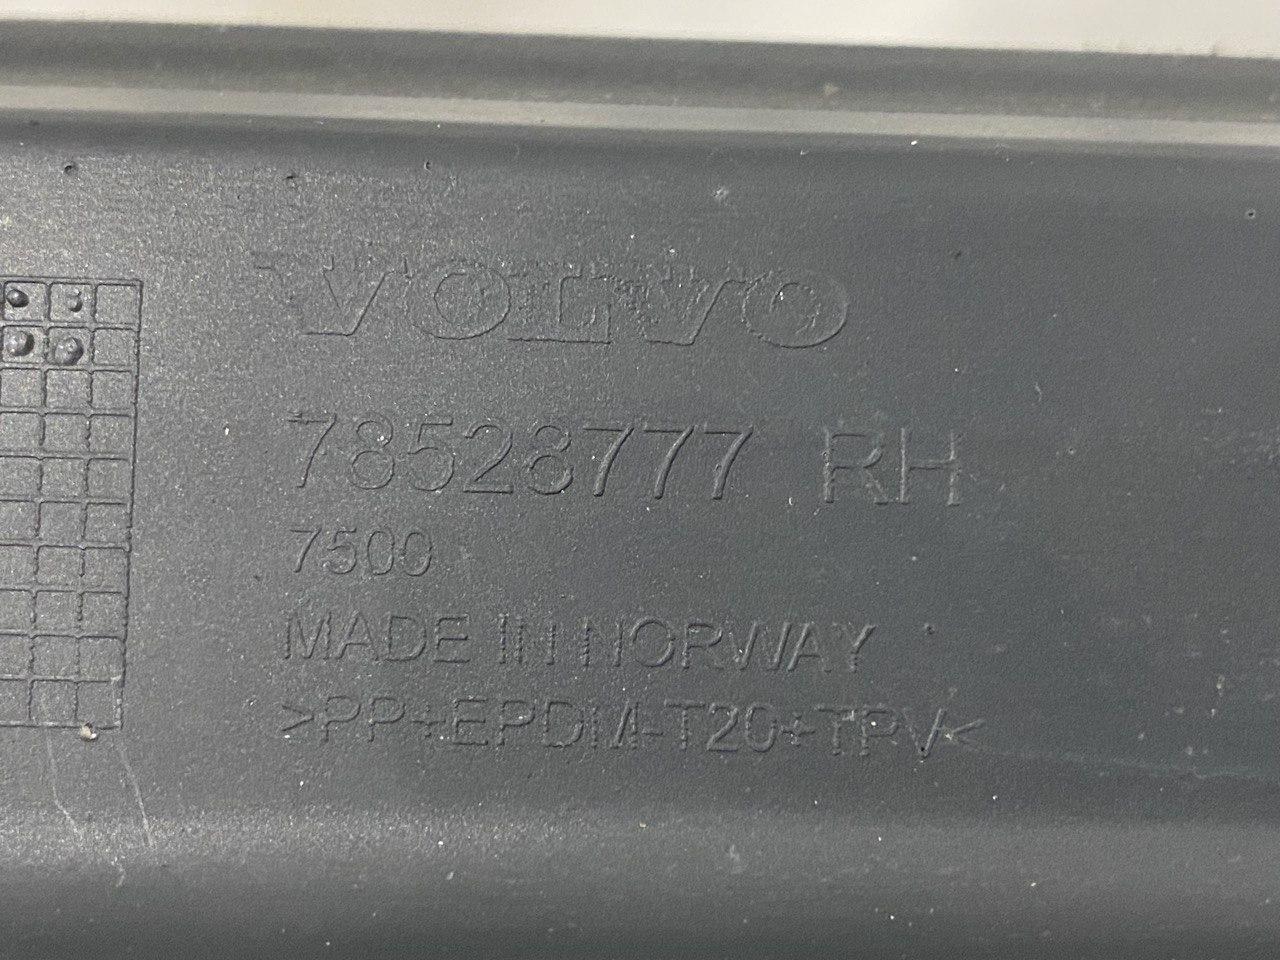 VOLVO
78528777 RH
7500
MADE IN NORWAY
>PP+EPDM-T20+TPV<